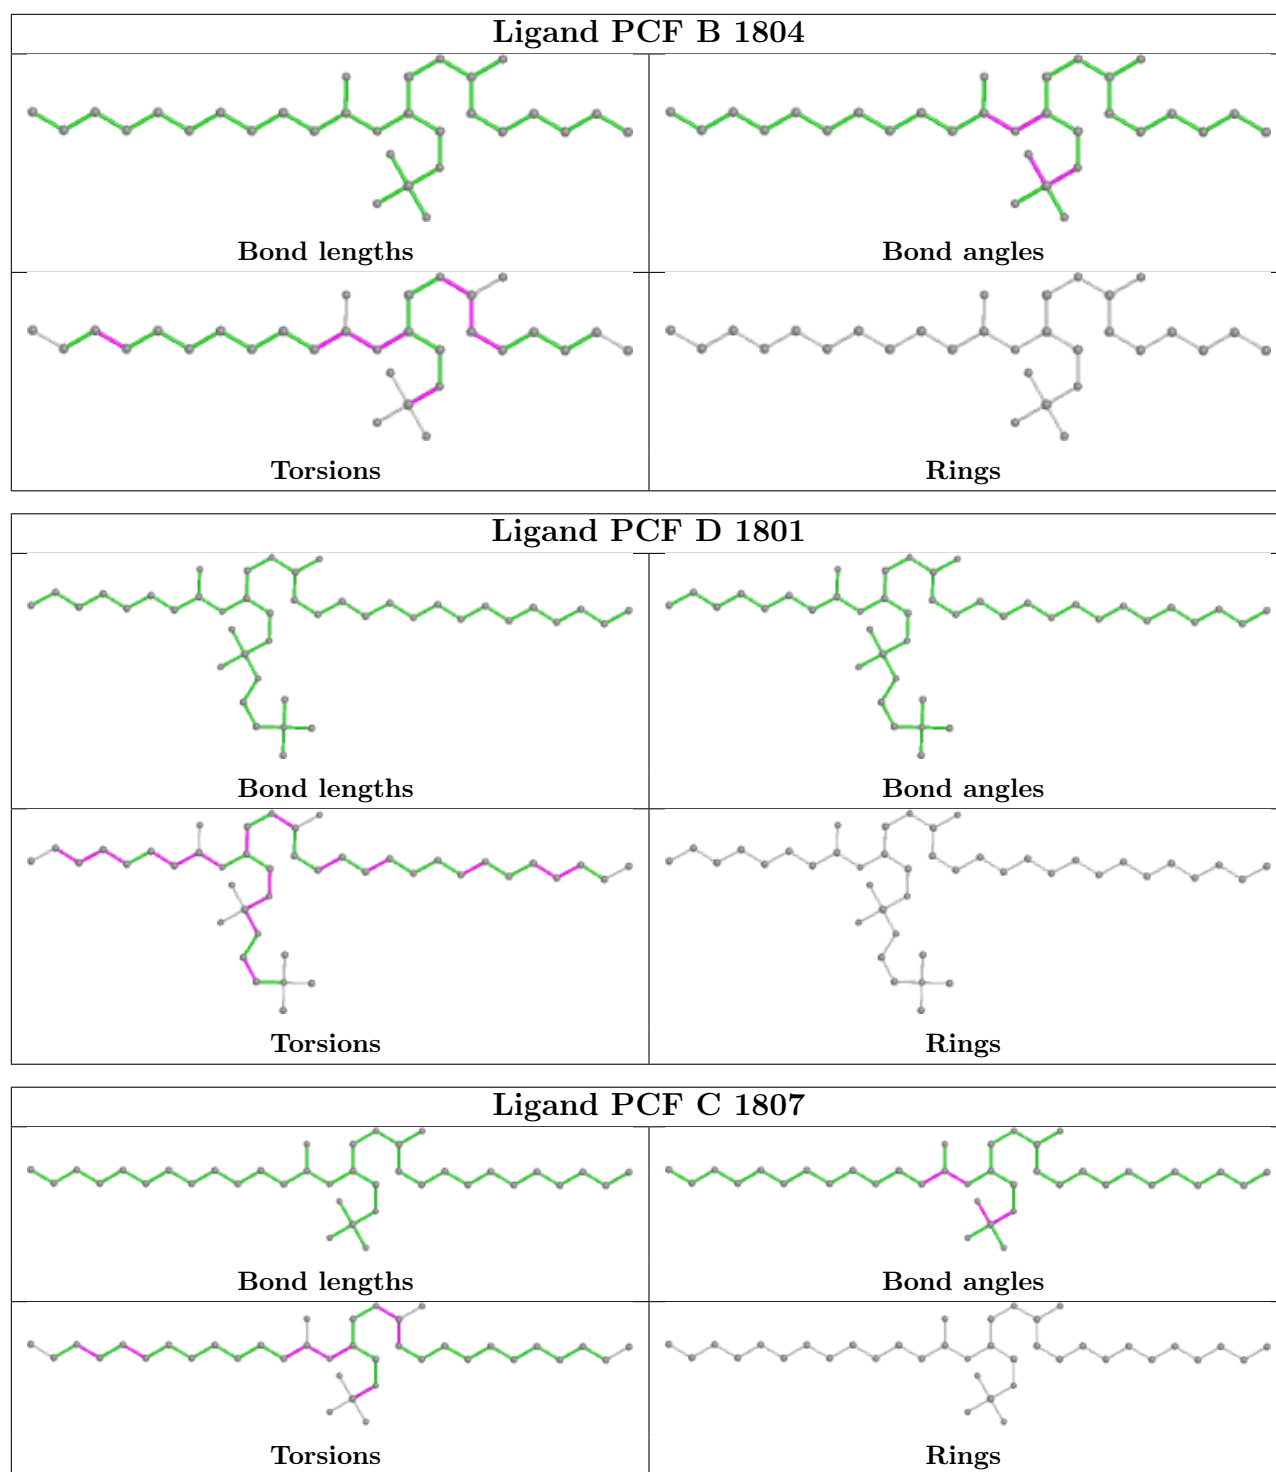 Ligand PCF B 1804
Bond lengths
Bond angles
Torsions
Rings
Ligand PCF D 1801
Bond lengths
Bond angles
Torsions
Rings
Ligand PCF C 1807
Bond lengths
Bond angles
Torsions
Rings